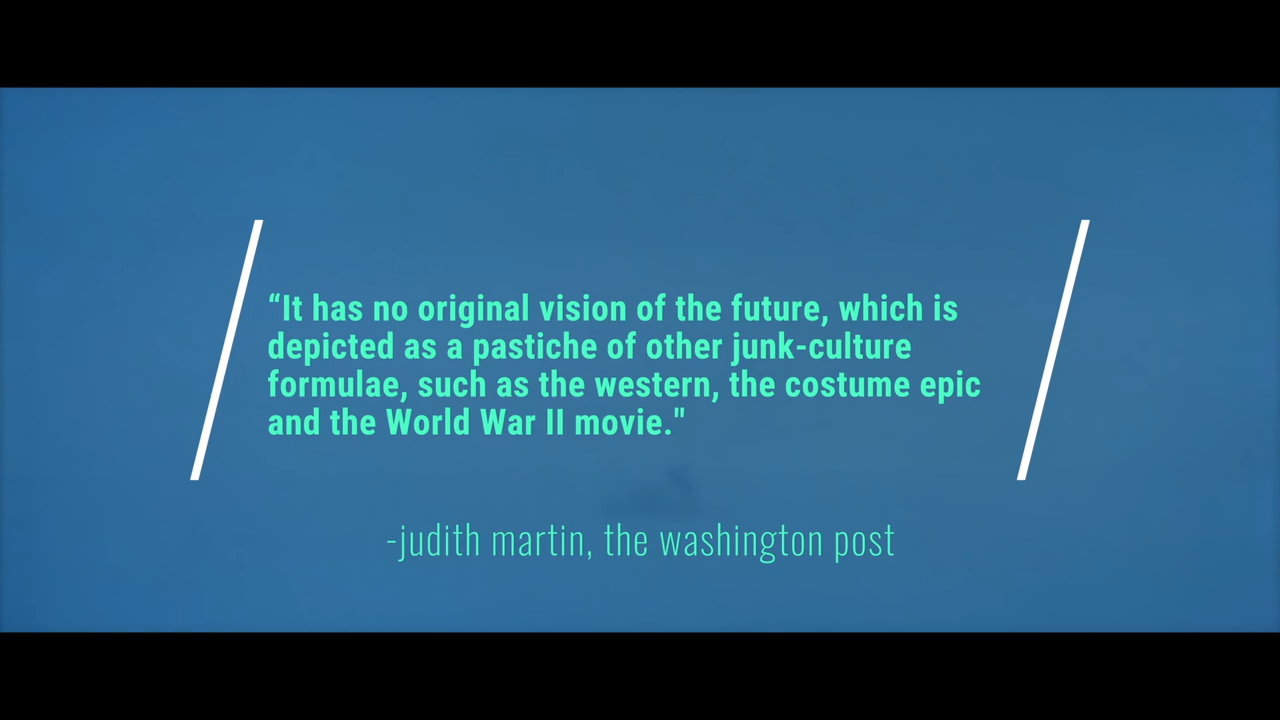 “It has no original vision of the future, which is
depicted as a pastiche of other junk-culture
formulae, such as the western, the costume epic
and the World War II movie."
-judith martin, the washington post